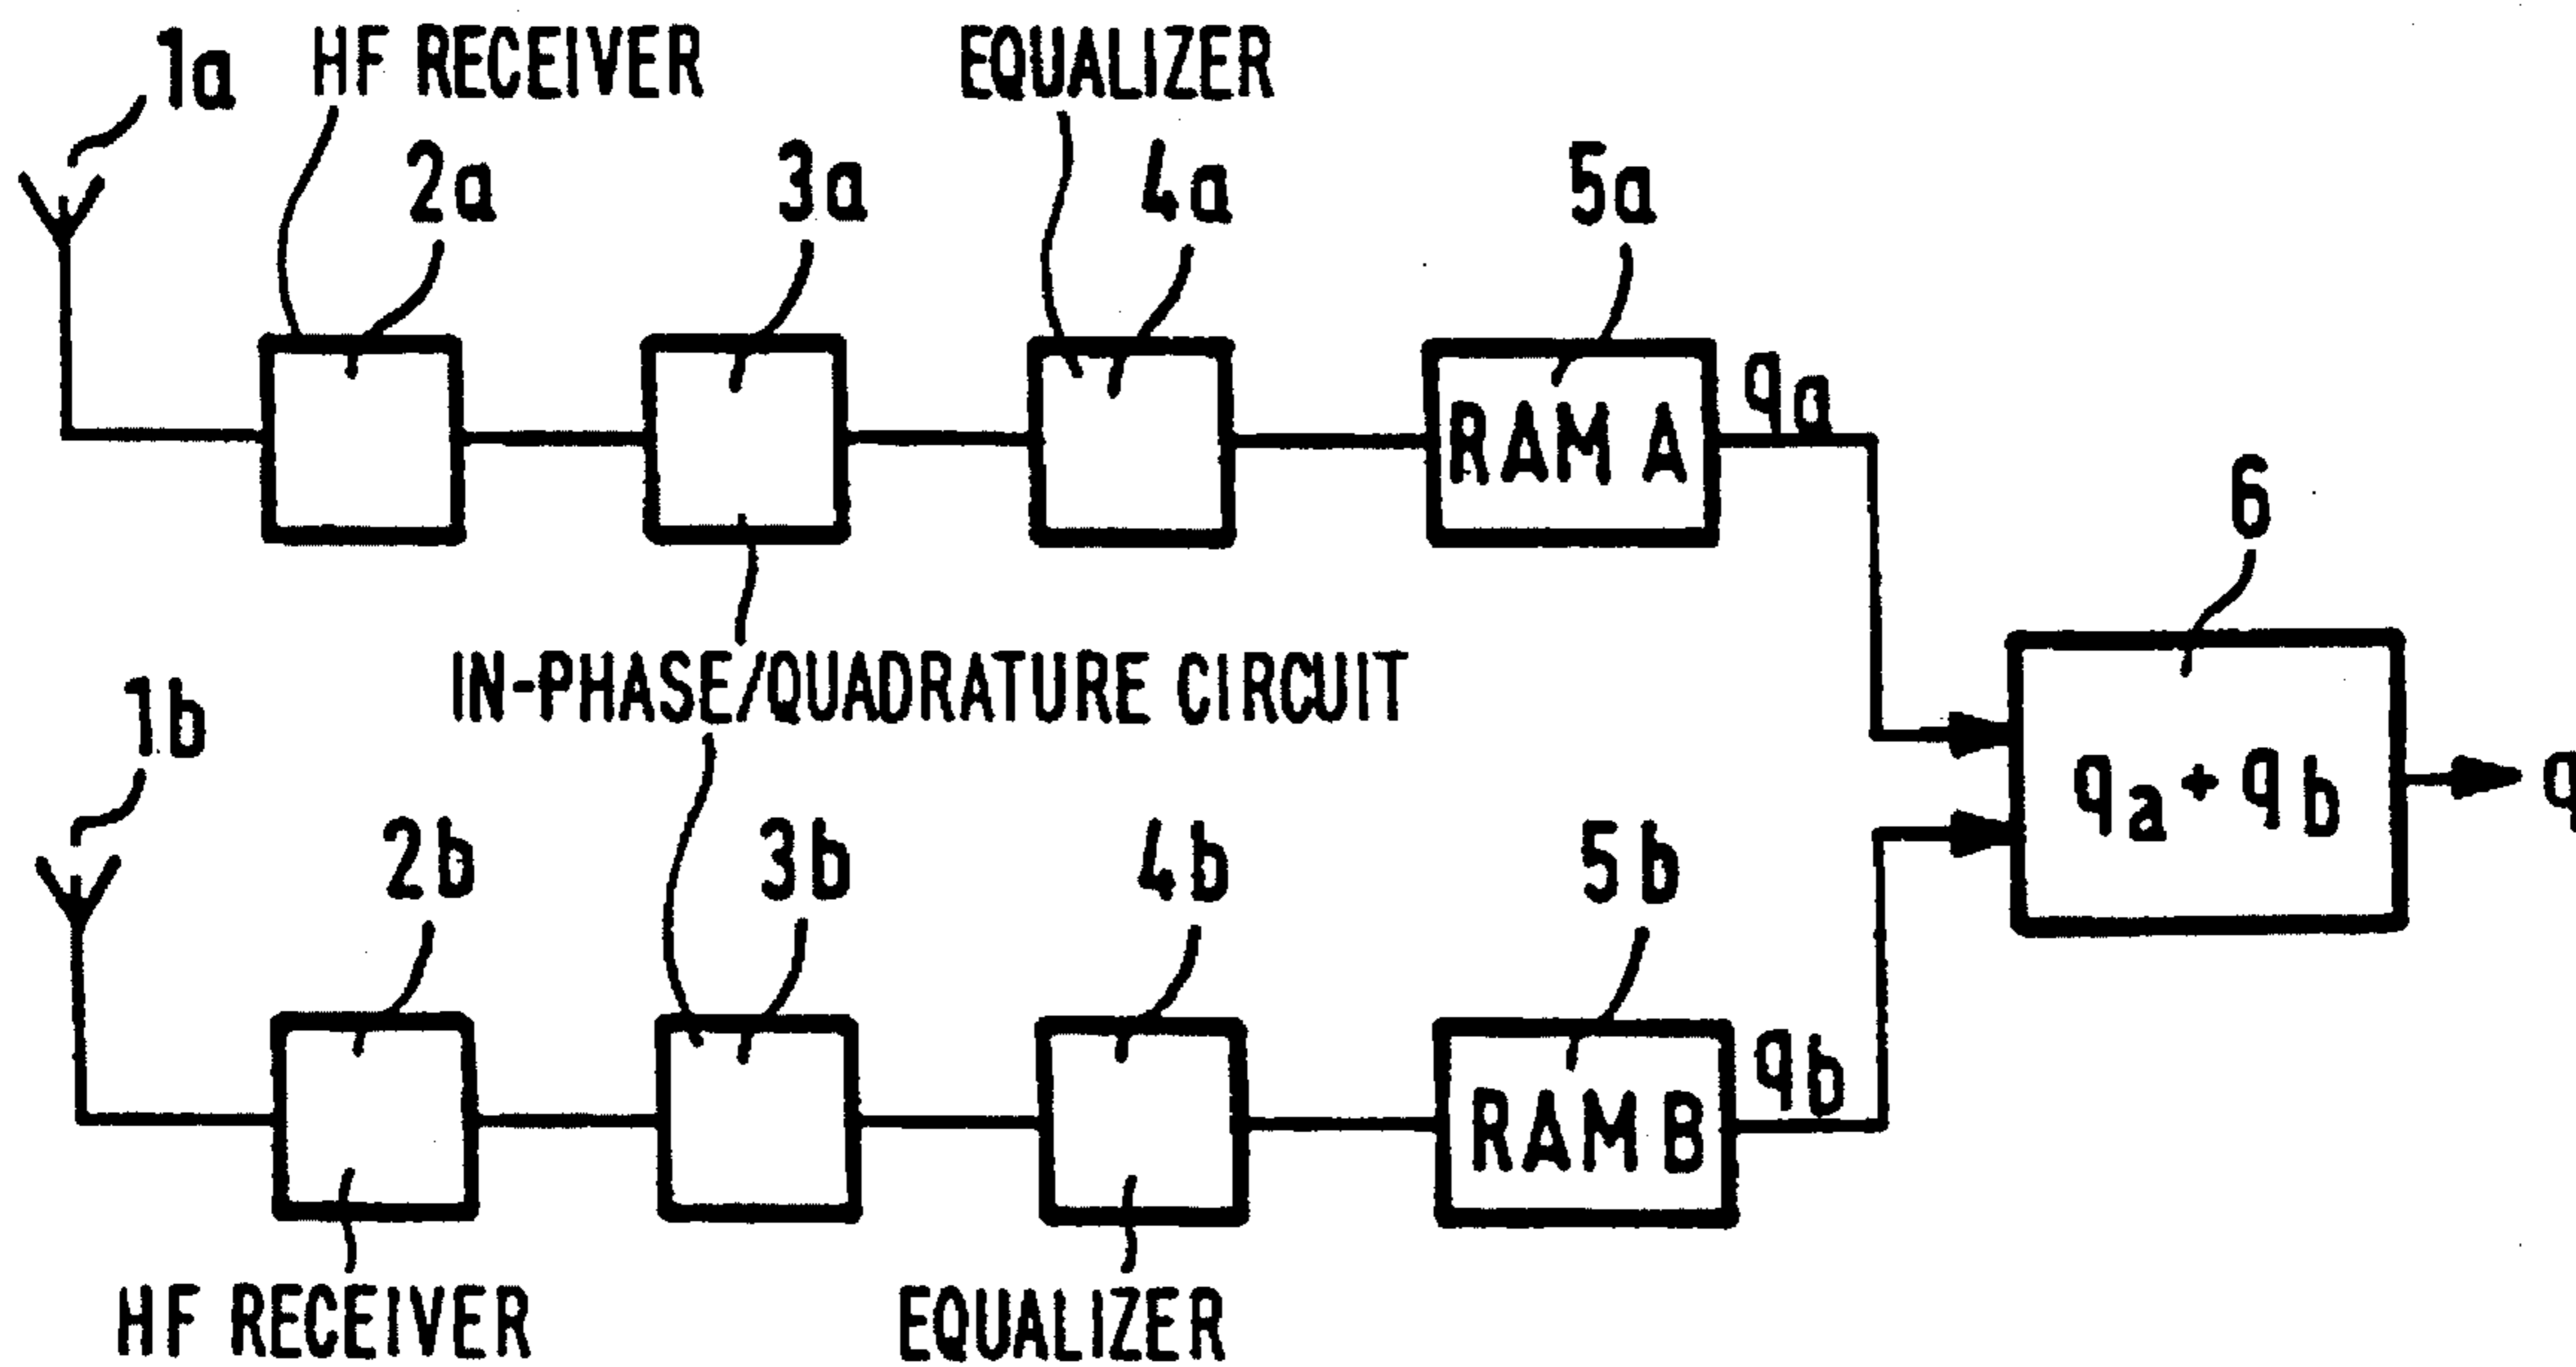 1a HF RECEIVER EQUALIZER
2a 3a 4a 5a
RAM A qa
6
IN-PHASE/QUADRATURE CIRCUIT
1b
qa + qb q
2b 3b 4b 5b
RAM B qb
HF RECEIVER EQUALIZER